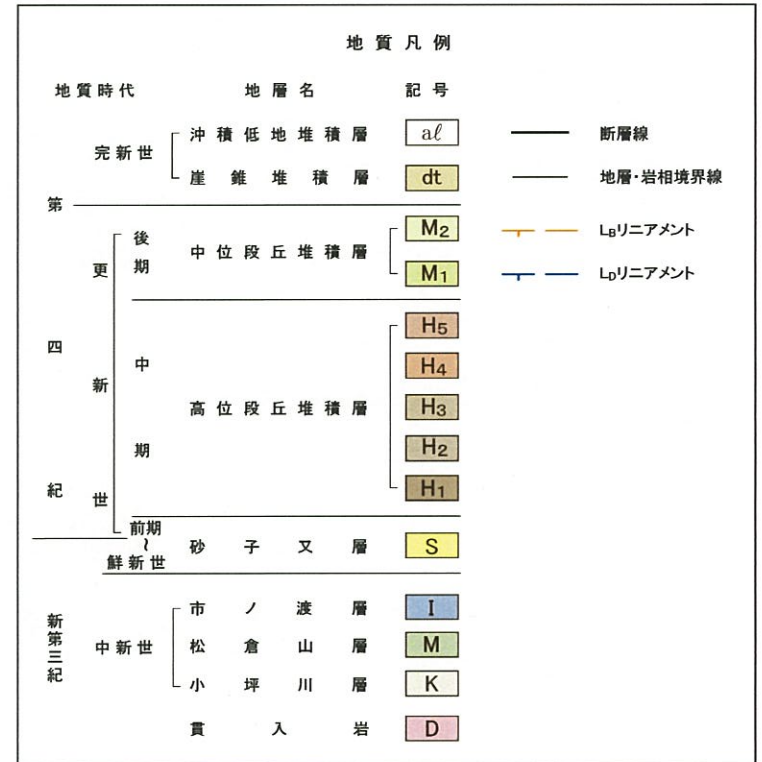 地質凡例
地質時代 地層名 記号
完新世 沖積低地堆積層 aℓ 断層線
崖錐堆積層 dt 地層・岩相境界線
第四紀
更新世
後期 中位段丘堆積層 M2 LBリニアメント
M1 LDリニアメント
中期 高位段丘堆積層 H5
H4
H3
H2
H1
前期~鮮新世 砂子又層 S
新第三紀
中新世 市ノ渡層 I
松倉山層 M
小坪川層 K
貫入岩 D